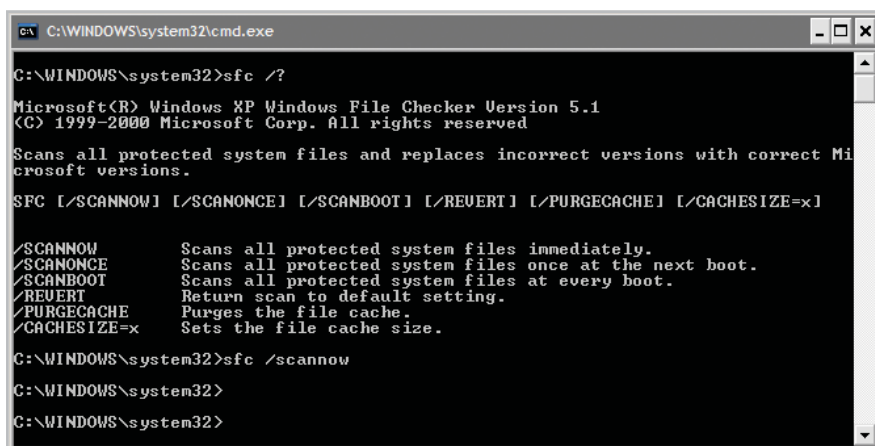 C:\WINDOWS\system32\cmd.exe
C:\WINDOWS\system32>sfc /?
Microsoft(R) Windows XP Windows File Checker Version 5.1
(C) 1999-2000 Microsoft Corp. All rights reserved
Scans all protected system files and replaces incorrect versions with correct Mi
crosoft versions.
SFC [/SCANNOW] [/SCANONCE] [/SCANBOOT] [/REVERT] [/PURGECACHE] [/CACHESIZE=x]
/SCANNOW Scans all protected system files immediately.
/SCANONCE Scans all protected system files once at the next boot.
/SCANBOOT Scans all protected system files at every boot.
/REVERT Return scan to default setting.
/PURGECACHE Purges the file cache.
/CACHESIZE=x Sets the file cache size.
C:\WINDOWS\system32>sfc /scannow
C:\WINDOWS\system32>
C:\WINDOWS\system32>